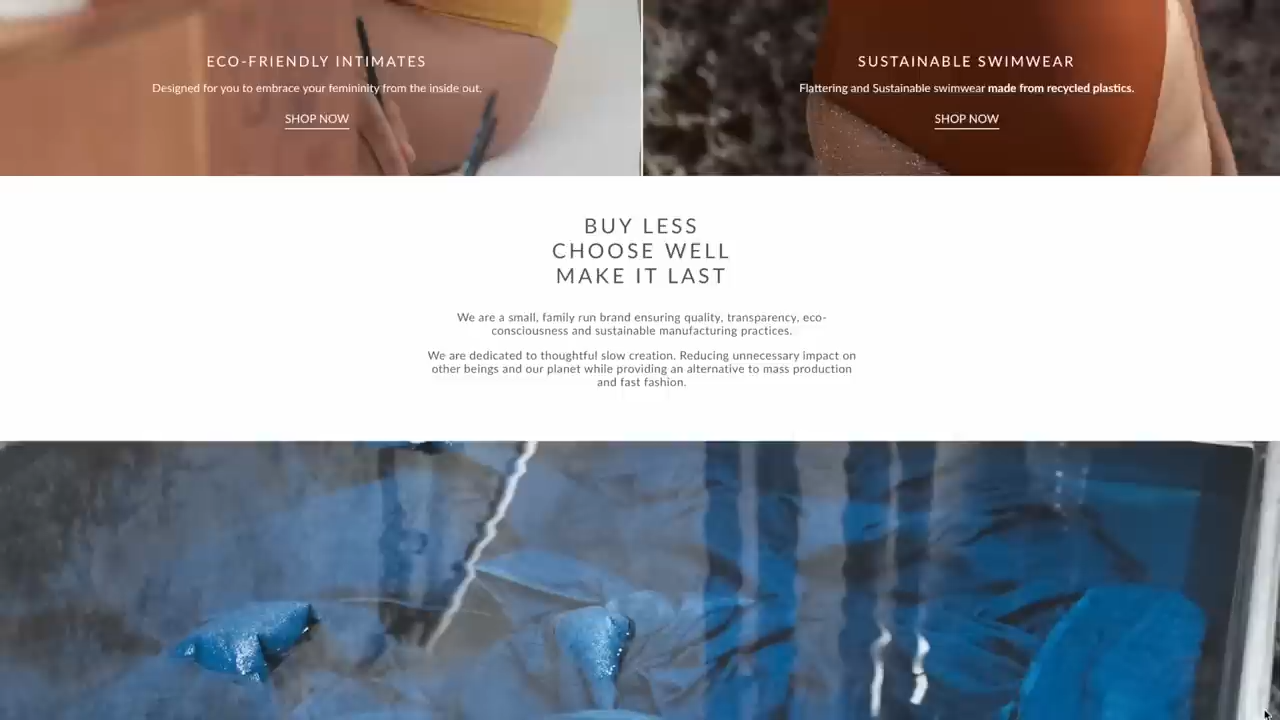 ECO-FRIENDLY INTIMATES
Designed for you to embrace your femininity from the inside out.
SHOP NOW
SUSTAINABLE SWIMWEAR
Flattering and Sustainable swimwear made from recycled plastics.
SHOP NOW
BUY LESS
CHOOSE WELL
MAKE IT LAST
We are a small, family run brand ensuring quality, transparency, eco-
consciousness and sustainable manufacturing practices.
We are dedicated to thoughtful slow creation. Reducing unnecessary impact on
other beings and our planet while providing an alternative to mass production
and fast fashion.